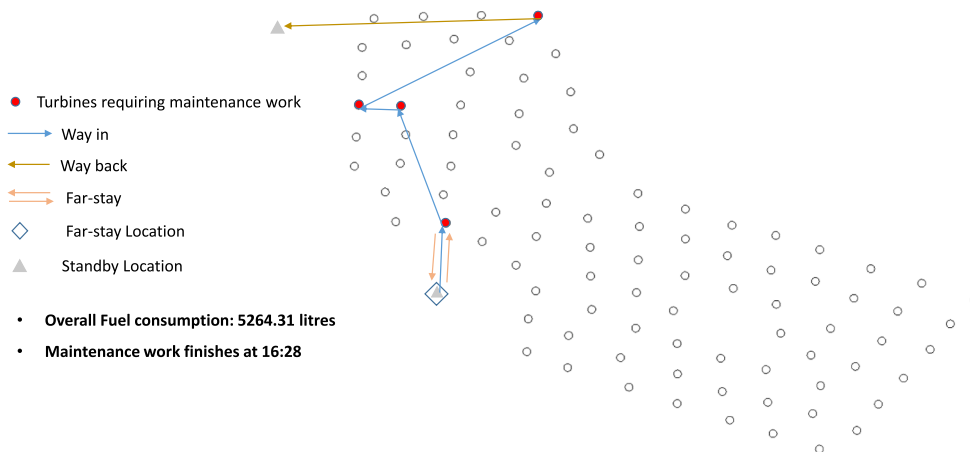 Turbines requiring maintenance work
Way in
Way back
Far-stay
Far-stay Location
Standby Location
• Overall Fuel consumption: 5264.31 litres
• Maintenance work finishes at 16:28